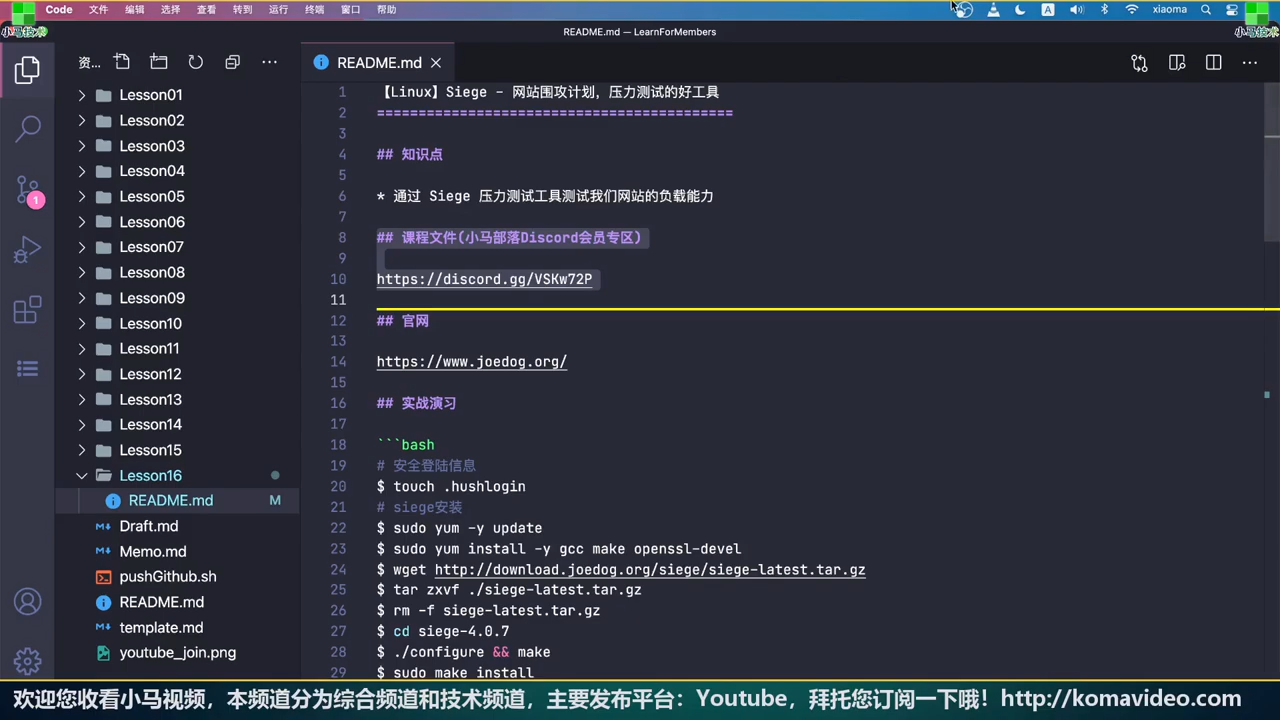 Code 文件 编辑 选择 查看 转到 运行 终端 窗口 帮助 A xiaoma
小马技术 小马技术
README.md — LearnForMembers
资...
README.md
Lesson01
Lesson02
Lesson03
Lesson04
Lesson05
Lesson06
Lesson07
Lesson08
Lesson09
Lesson10
Lesson11
Lesson12
Lesson13
Lesson14
Lesson15
Lesson16
README.md M
Draft.md
Memo.md
pushGithub.sh
README.md
template.md
youtube_join.png
1
1 【Linux】Siege - 网站围攻计划，压力测试的好工具
2 ===========================================
3
4 ## 知识点
5
6 * 通过 Siege 压力测试工具测试我们网站的负载能力
7
8 ## 课程文件(小马部落Discord会员专区)
9
10 https://discord.gg/VSKw72P
11
12 ## 官网
13
14 https://www.joedog.org/
15
16 ## 实战演习
17
18 ```bash
19 # 安全登陆信息
20 $ touch .hushlogin
21 # siege安装
22 $ sudo yum -y update
23 $ sudo yum install -y gcc make openssl-devel
24 $ wget http://download.joedog.org/siege/siege-latest.tar.gz
25 $ tar zxvf ./siege-latest.tar.gz
26 $ rm -f siege-latest.tar.gz
27 $ cd siege-4.0.7
28 $ ./configure && make
29 $ sudo make install
欢迎您收看小马视频，本频道分为综合频道和技术频道，主要发布平台：Youtube，拜托您订阅一下哦！http://komavideo.com